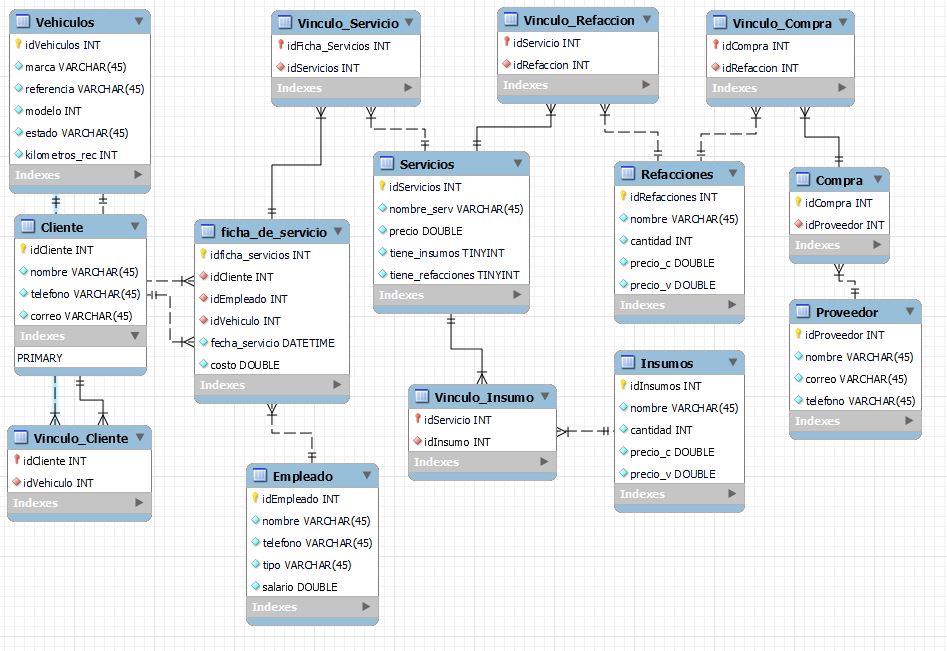 Vehiculos
idVehiculos INT
marca VARCHAR(45)
referencia VARCHAR(45)
modelo INT
estado VARCHAR(45)
kilometros_rec INT
Indexes
Cliente
idCliente INT
nombre VARCHAR(45)
telefono VARCHAR(45)
correo VARCHAR(45)
Indexes
PRIMARY
Vinculo_Cliente
idCliente INT
idVehiculo INT
Indexes
Vinculo_Servicio
idFicha_Servicios INT
idServicios INT
Indexes
ficha_de_servicio
idficha_servicios INT
idCliente INT
idEmpleado INT
idVehiculo INT
fecha_servicio DATETIME
costo DOUBLE
Indexes
Empleado
idEmpleado INT
nombre VARCHAR(45)
telefono VARCHAR(45)
tipo VARCHAR(45)
salario DOUBLE
Indexes
Vinculo_Refaccion
idServicio INT
idRefaccion INT
Indexes
Servicios
idServicios INT
nombre_serv VARCHAR(45)
precio DOUBLE
tiene_insumos TINYINT
tiene_refacciones TINYINT
Indexes
Vinculo_Insumo
idServicio INT
idInsumo INT
Indexes
Vinculo_Compra
idCompra INT
idRefaccion INT
Indexes
Refacciones
idRefacciones INT
nombre VARCHAR(45)
cantidad INT
precio_c DOUBLE
precio_v DOUBLE
Indexes
Insumos
idInsumos INT
nombre VARCHAR(45)
cantidad INT
precio_c DOUBLE
precio_v DOUBLE
Indexes
Compra
idCompra INT
idProveedor INT
Indexes
Proveedor
idProveedor INT
nombre VARCHAR(45)
correo VARCHAR(45)
telefono VARCHAR(45)
Indexes